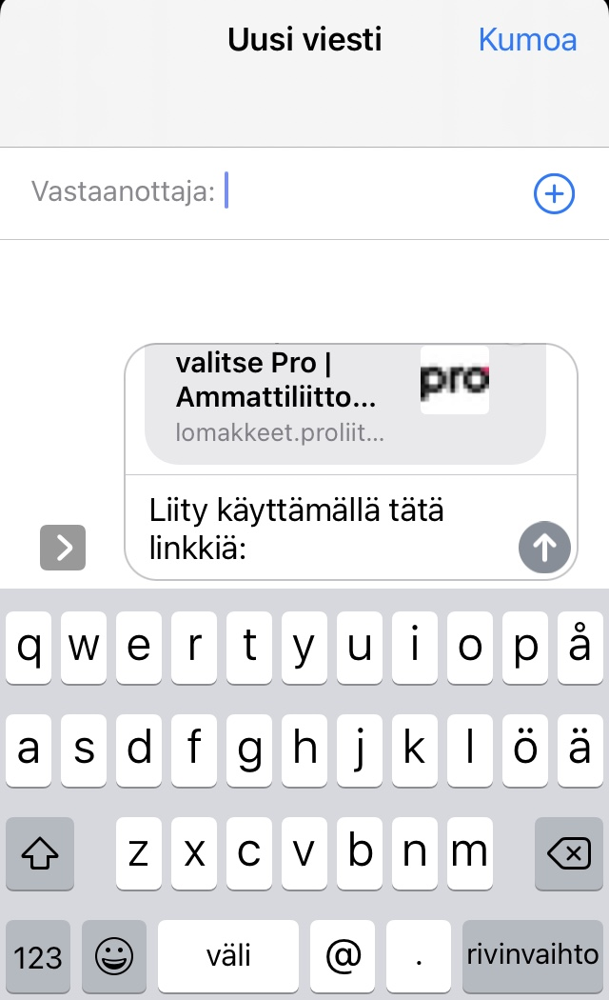 Uusi viesti
Kumoa
Vastaanottaja:
valitse Pro |
Ammattiliitto...
lomakkeet.proliit...
pro
Liity käyttämällä tätä
linkkiä:
q w e r t y u i o p å
a s d f g h j k l ö ä
z x c v b n m
123 väli @ . rivinvaihto